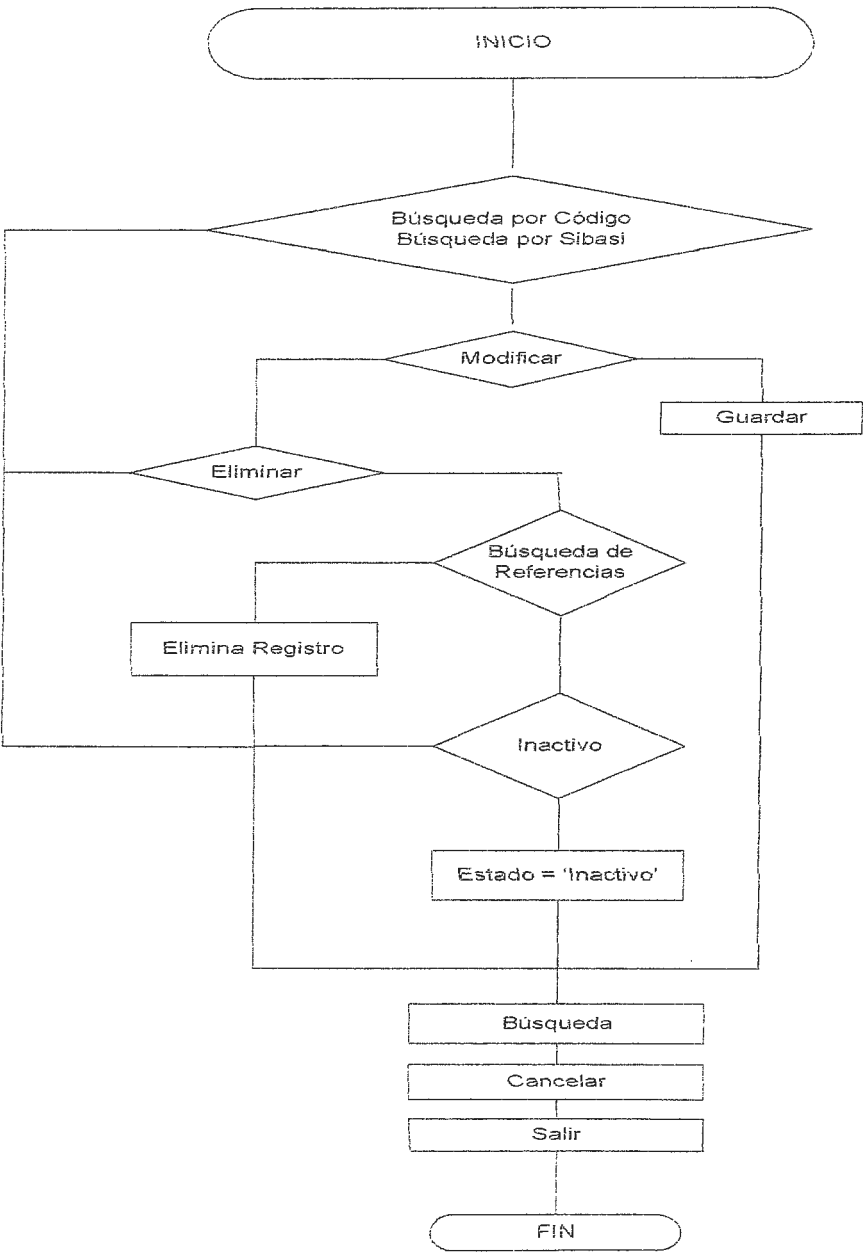 INICIO
Búsqueda por Código
Búsqueda por Sibasi
Modificar
Guardar
Eliminar
Búsqueda de
Referencias
Elimina Registro
Inactivo
Estado = 'Inactivo'
Búsqueda
Cancelar
Salir
FIN